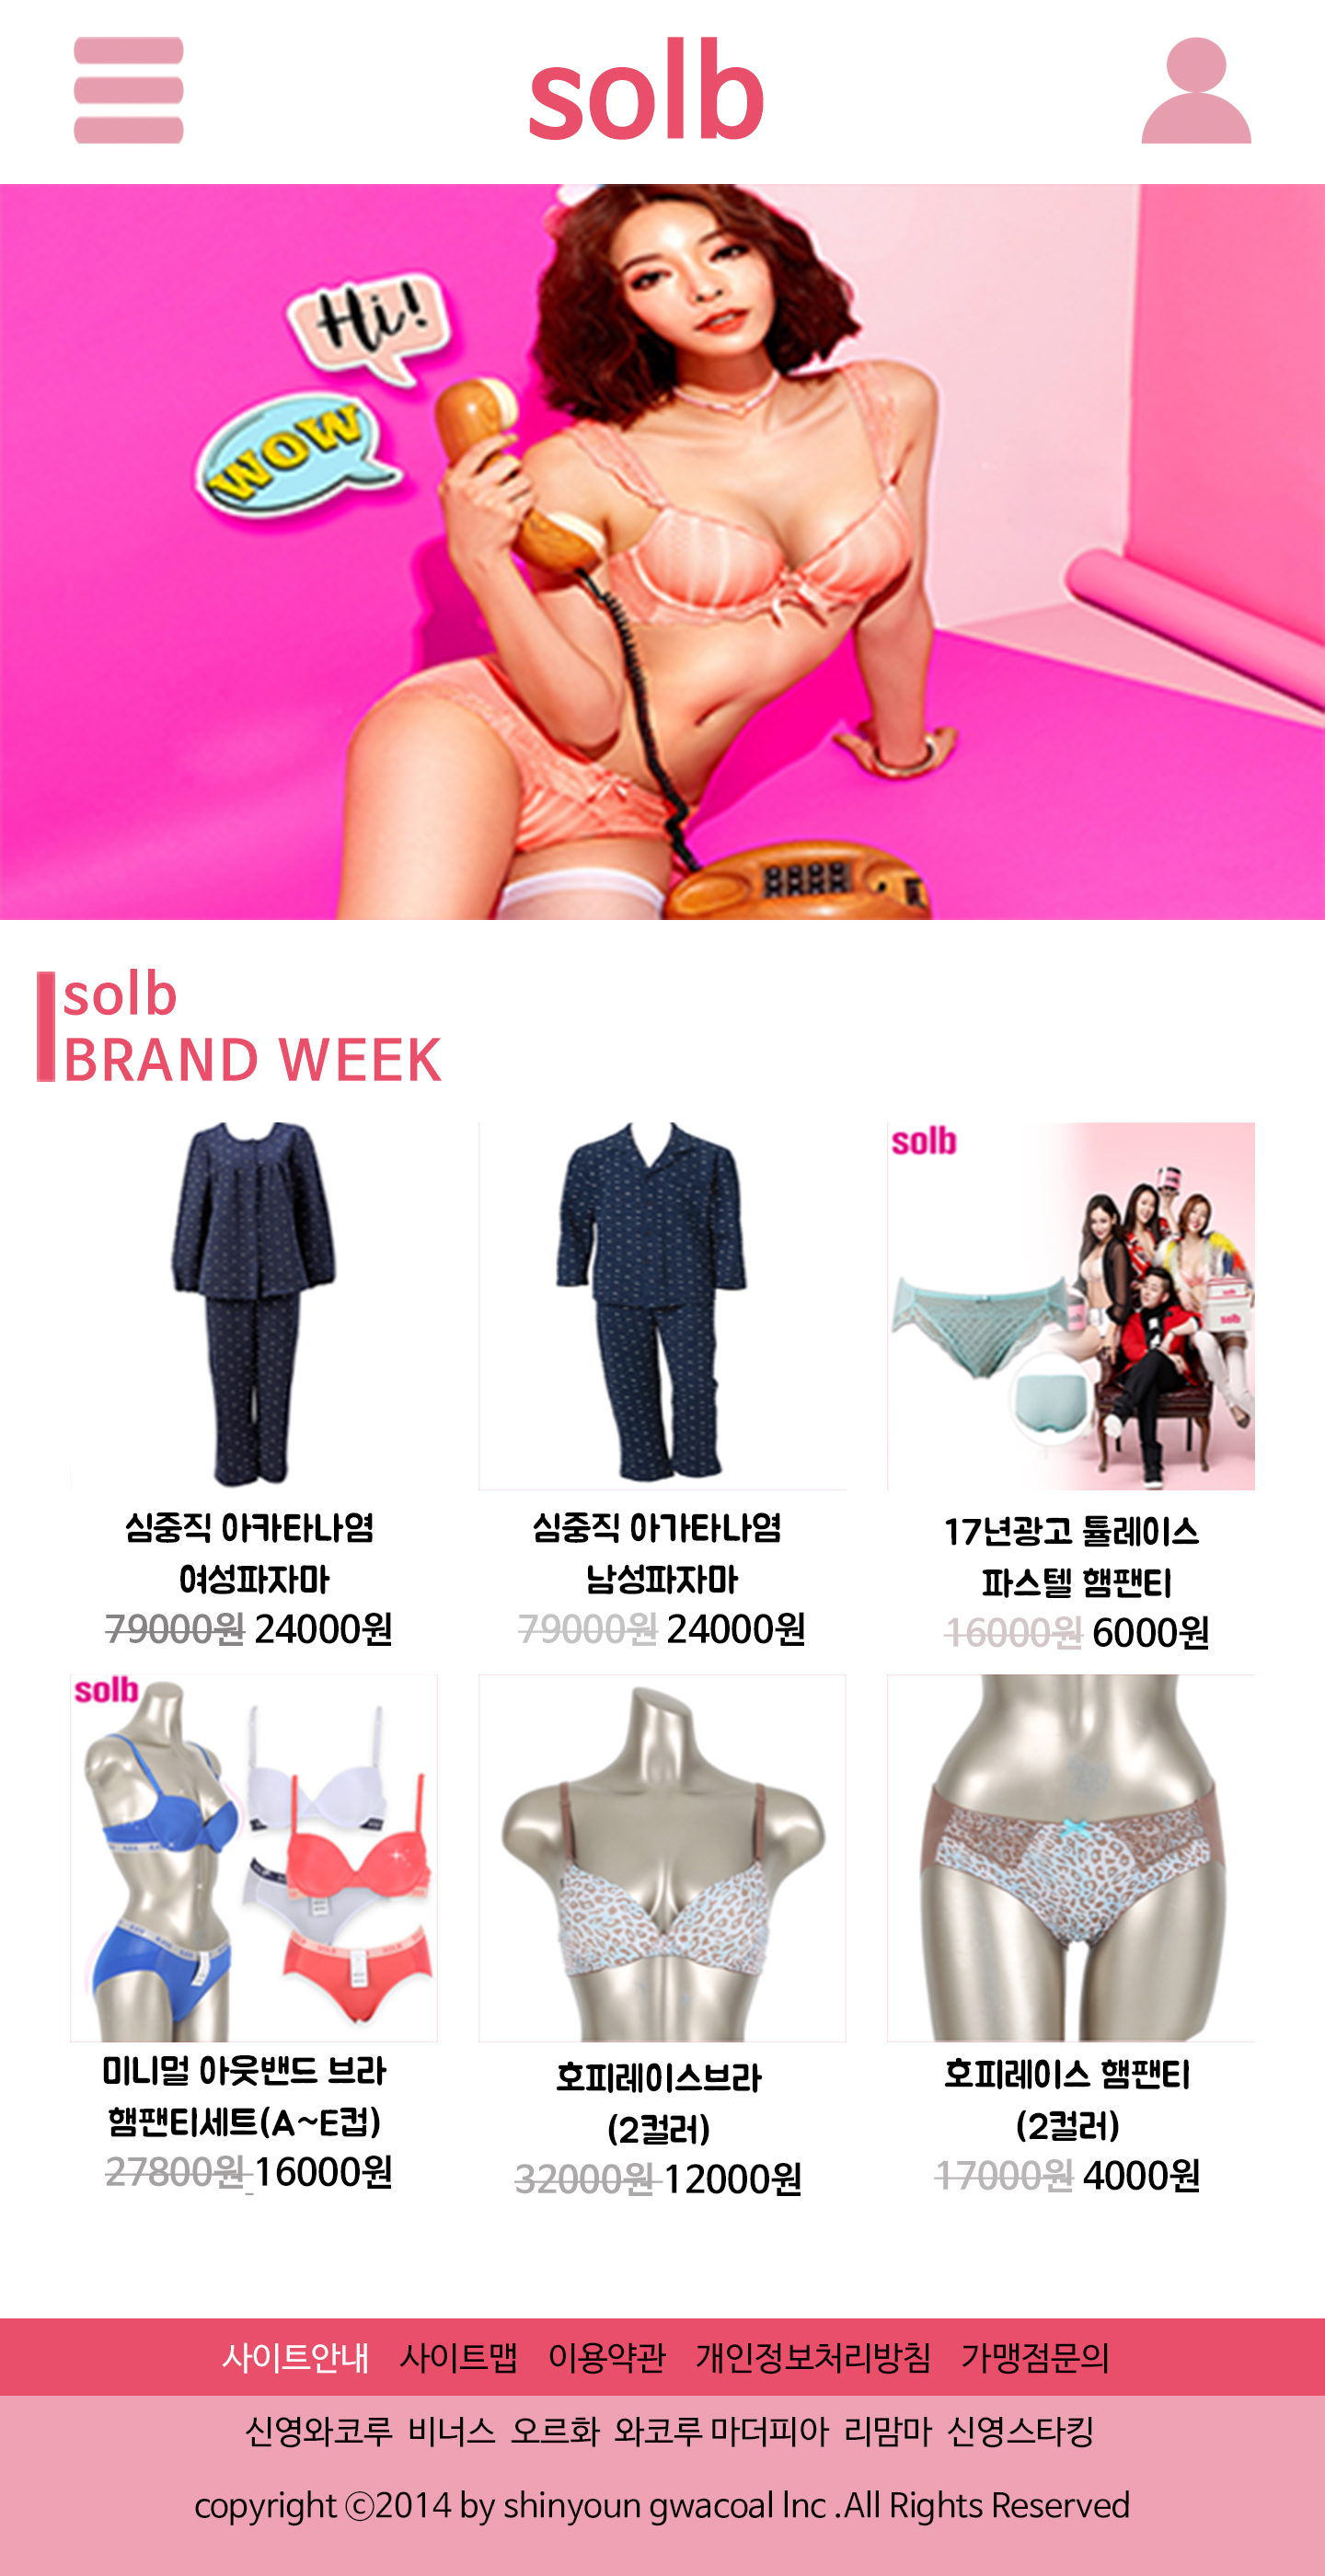 solb
Hi!
WOW
solb
BRAND WEEK
solb
심중직 아카타나염
여성파자마
79000원 24000원
심중직 아가타나염
남성파자마
79000원 24000원
17년광고 튤레이스
파스텔 햄팬티
16000원 6000원
solb
미니멀 아웃밴드 브라
햄팬티세트(A~E컵)
27800원 16000원
호피레이스브라
(2컬러)
32000원 12000원
호피레이스 햄팬티
(2컬러)
17000원 4000원
사이트안내 사이트맵 이용약관 개인정보처리방침 가맹점문의
신영와코루 비너스 오르화 와코루 마더피아 리맘마 신영스타킹
copyright ⓒ2014 by shinyoun gwacoal lnc .All Rights Reserved